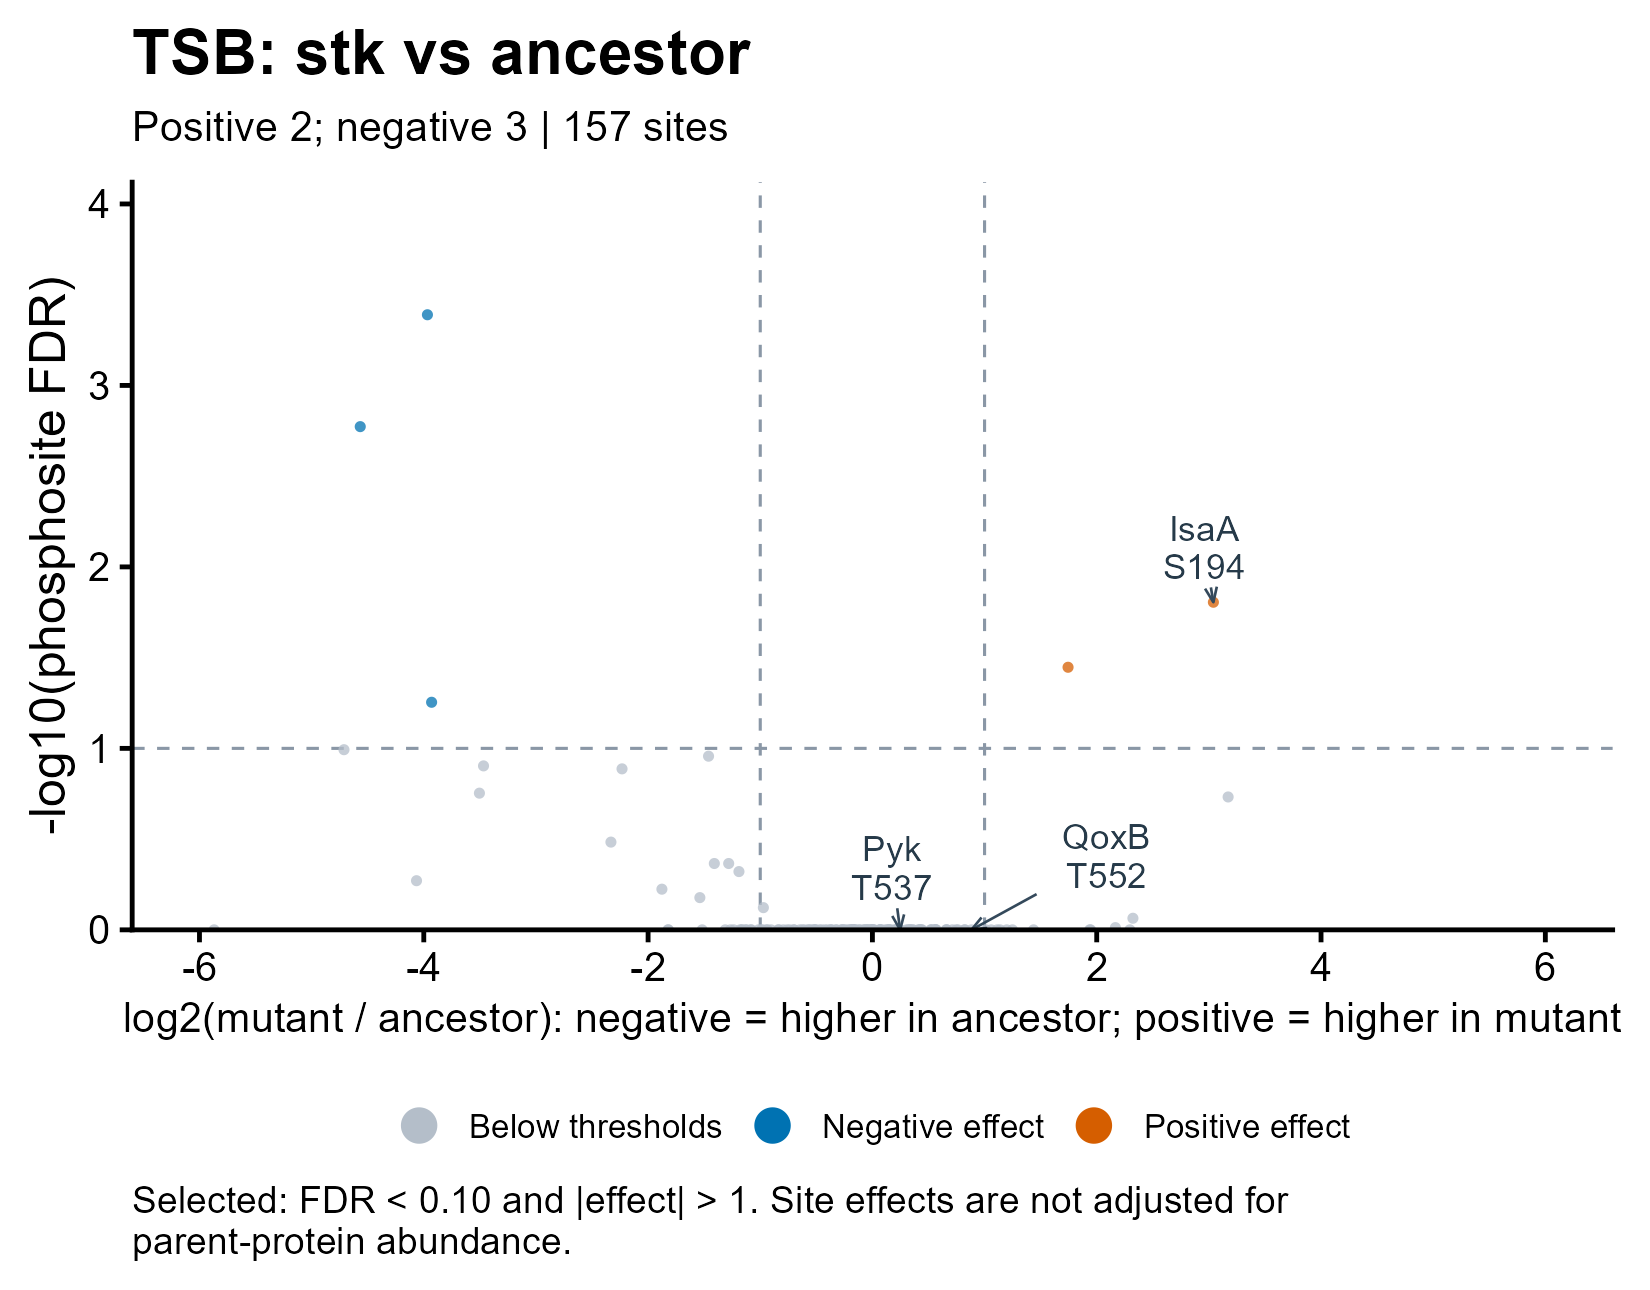 TSB: stk vs ancestor
Positive 2; negative 3 | 157 sites
-log10(phosphosite FDR)
4
3
2
1
0
IsaA
S194
Pyk
T537
QoxB
T552
-6
-4
-2
0
2
4
6
log2(mutant / ancestor): negative = higher in ancestor; positive = higher in mutant
Below thresholds
Negative effect
Positive effect
Selected: FDR < 0.10 and |effect| > 1. Site effects are not adjusted for
parent-protein abundance.